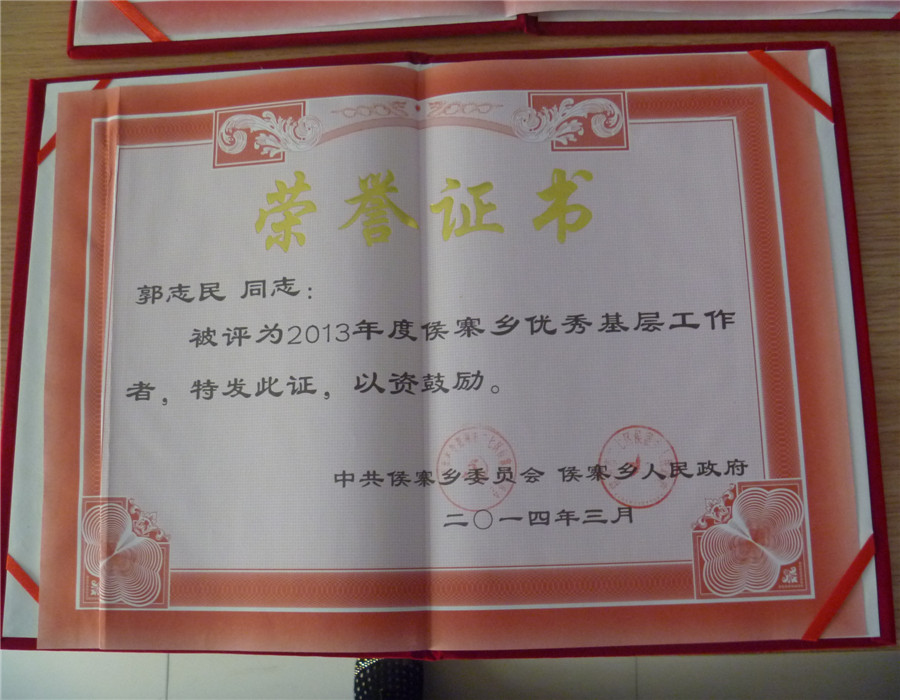 荣誉证书
郭志民 同志：
被评为2013年度侯寨乡优秀基层工作
者，特发此证，以资鼓励。
中共侯寨乡委员会 侯寨乡人民政府
二〇一四年三月